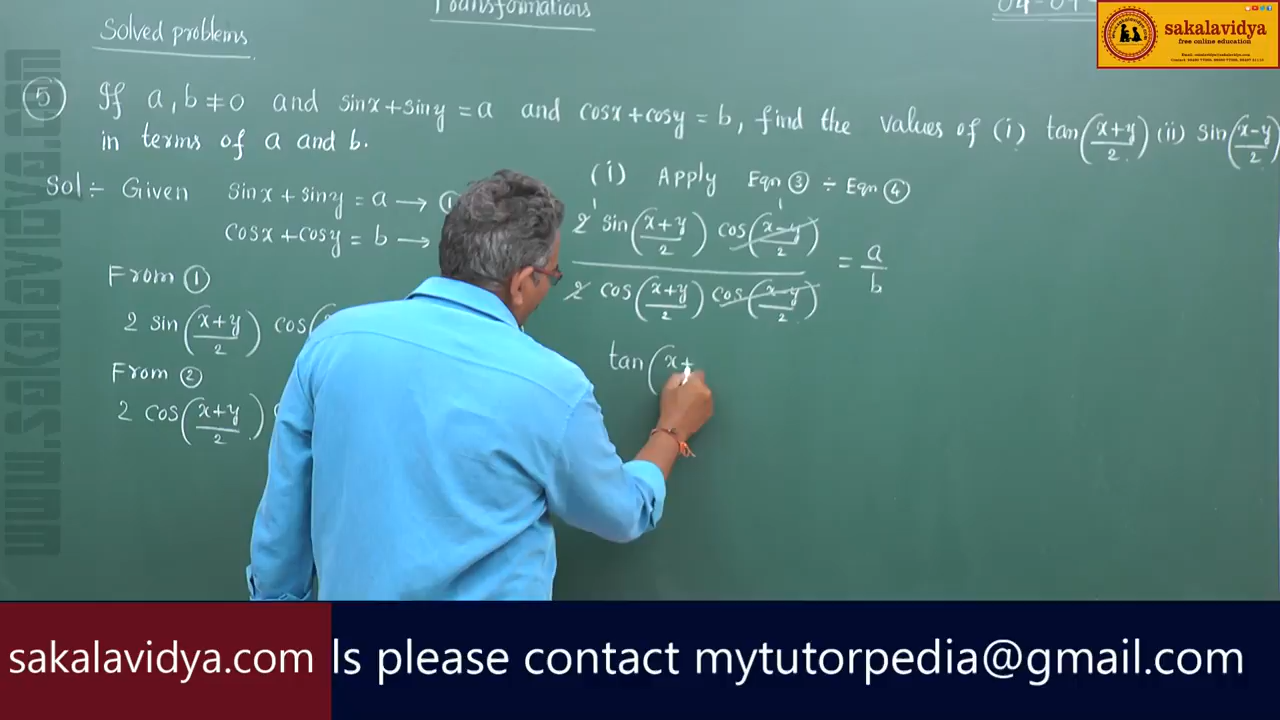 Transformations
Solved problems
sakalavidya
free online education
5 If a, b ≠ 0 and sinx + siny = a and cosx + cosy = b, find the values of (i) tan((x+y)/2) (ii) sin((x-y)/2)
in terms of a and b.
Sol :- Given sinx + siny = a → 1
cosx + cosy = b →
From 1
2 sin((x+y)/2) cos(
From 2
2 cos((x+y)/2)
(i) Apply Eqn 3 ÷ Eqn 4
2 sin((x+y)/2) cos((x-y)/2) / 2 cos((x+y)/2) cos((x-y)/2) = a/b
tan(x+
www.sakalavidya.com
sakalavidya.com ls please contact mytutorpedia@gmail.com